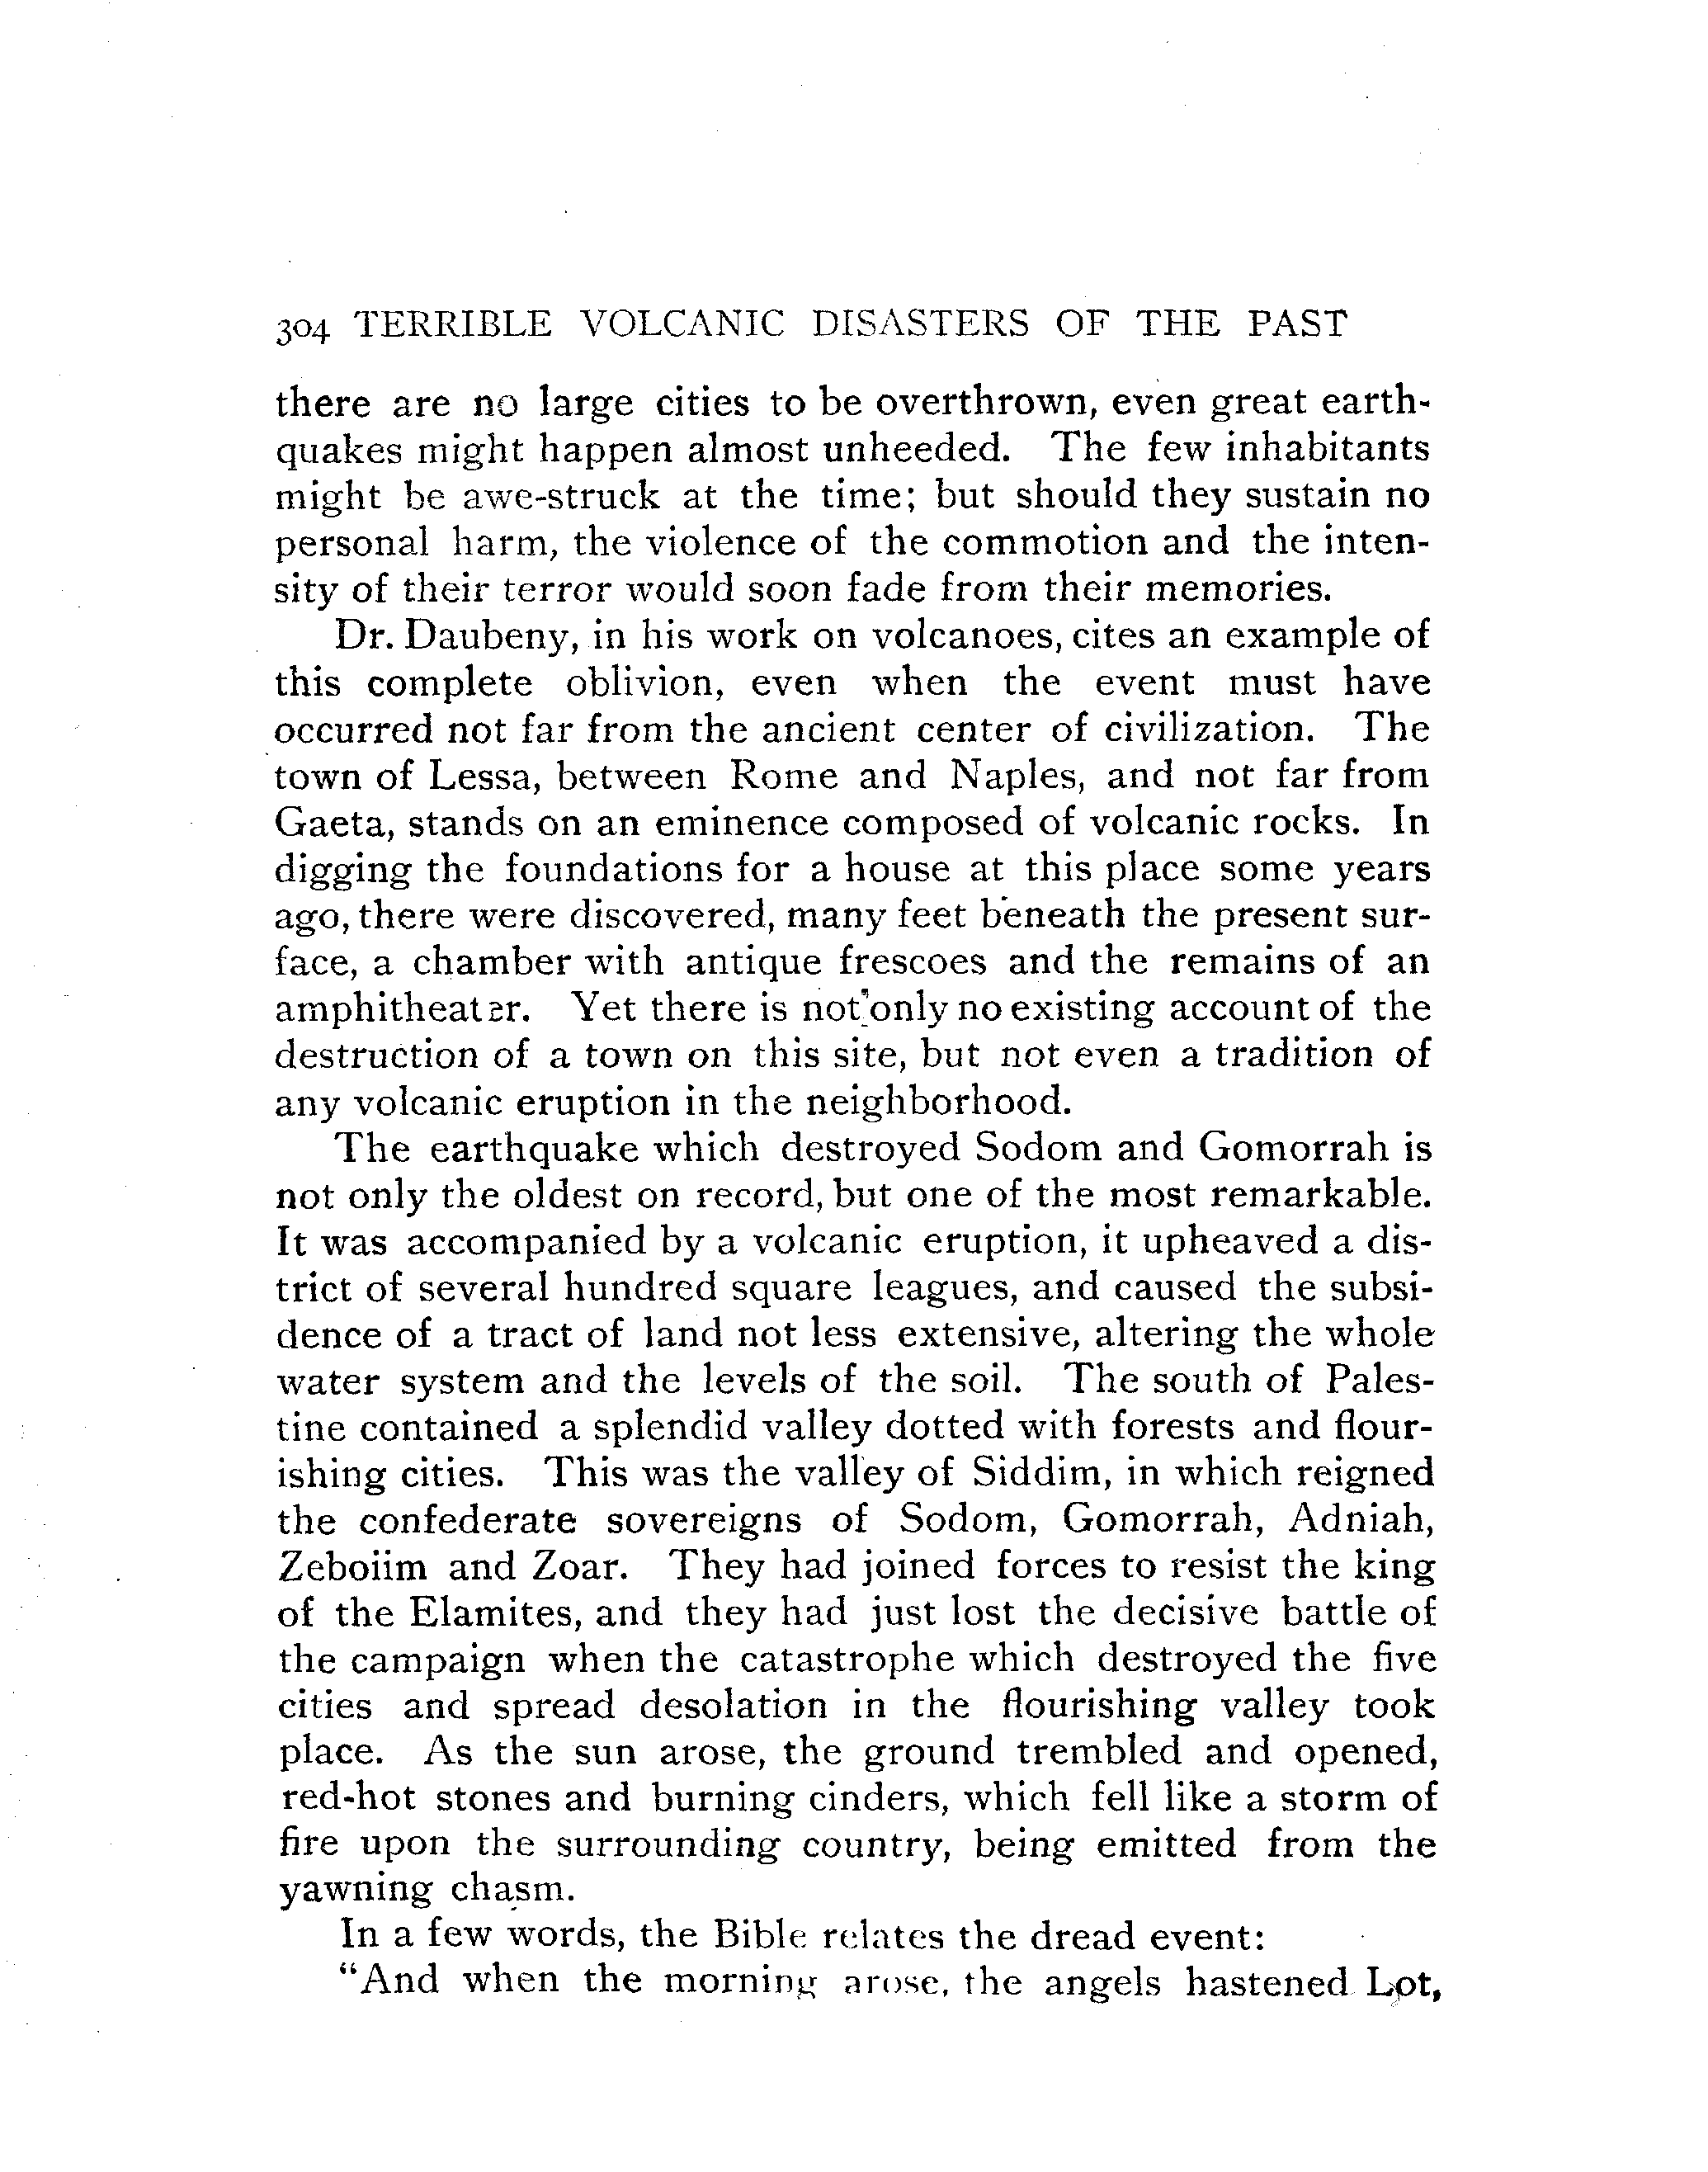 304 TERRIBLE VOLCANIC DISASTERS OF THE PAST
there are no large cities to be overthrown, even great earth-
quakes might happen almost unheeded. The few inhabitants
might be awe-struck at the time; but should they sustain no
personal harm, the violence of the commotion and the inten-
sity of their terror would soon fade from their memories.
Dr. Daubeny, in his work on volcanoes, cites an example of
this complete oblivion, even when the event must have
occurred not far from the ancient center of civilization. The
town of Lessa, between Rome and Naples, and not far from
Gaeta, stands on an eminence composed of volcanic rocks. In
digging the foundations for a house at this place some years
ago, there were discovered, many feet beneath the present sur-
face, a chamber with antique frescoes and the remains of an
amphitheater. Yet there is not only no existing account of the
destruction of a town on this site, but not even a tradition of
any volcanic eruption in the neighborhood.
The earthquake which destroyed Sodom and Gomorrah is
not only the oldest on record, but one of the most remarkable.
It was accompanied by a volcanic eruption, it upheaved a dis-
trict of several hundred square leagues, and caused the subsi-
dence of a tract of land not less extensive, altering the whole
water system and the levels of the soil. The south of Pales-
tine contained a splendid valley dotted with forests and flour-
ishing cities. This was the valley of Siddim, in which reigned
the confederate sovereigns of Sodom, Gomorrah, Adniah,
Zeboiim and Zoar. They had joined forces to resist the king
of the Elamites, and they had just lost the decisive battle of
the campaign when the catastrophe which destroyed the five
cities and spread desolation in the flourishing valley took
place. As the sun arose, the ground trembled and opened,
red-hot stones and burning cinders, which fell like a storm of
fire upon the surrounding country, being emitted from the
yawning chasm.
In a few words, the Bible relates the dread event:
"And when the morning arose, the angels hastened Lot,